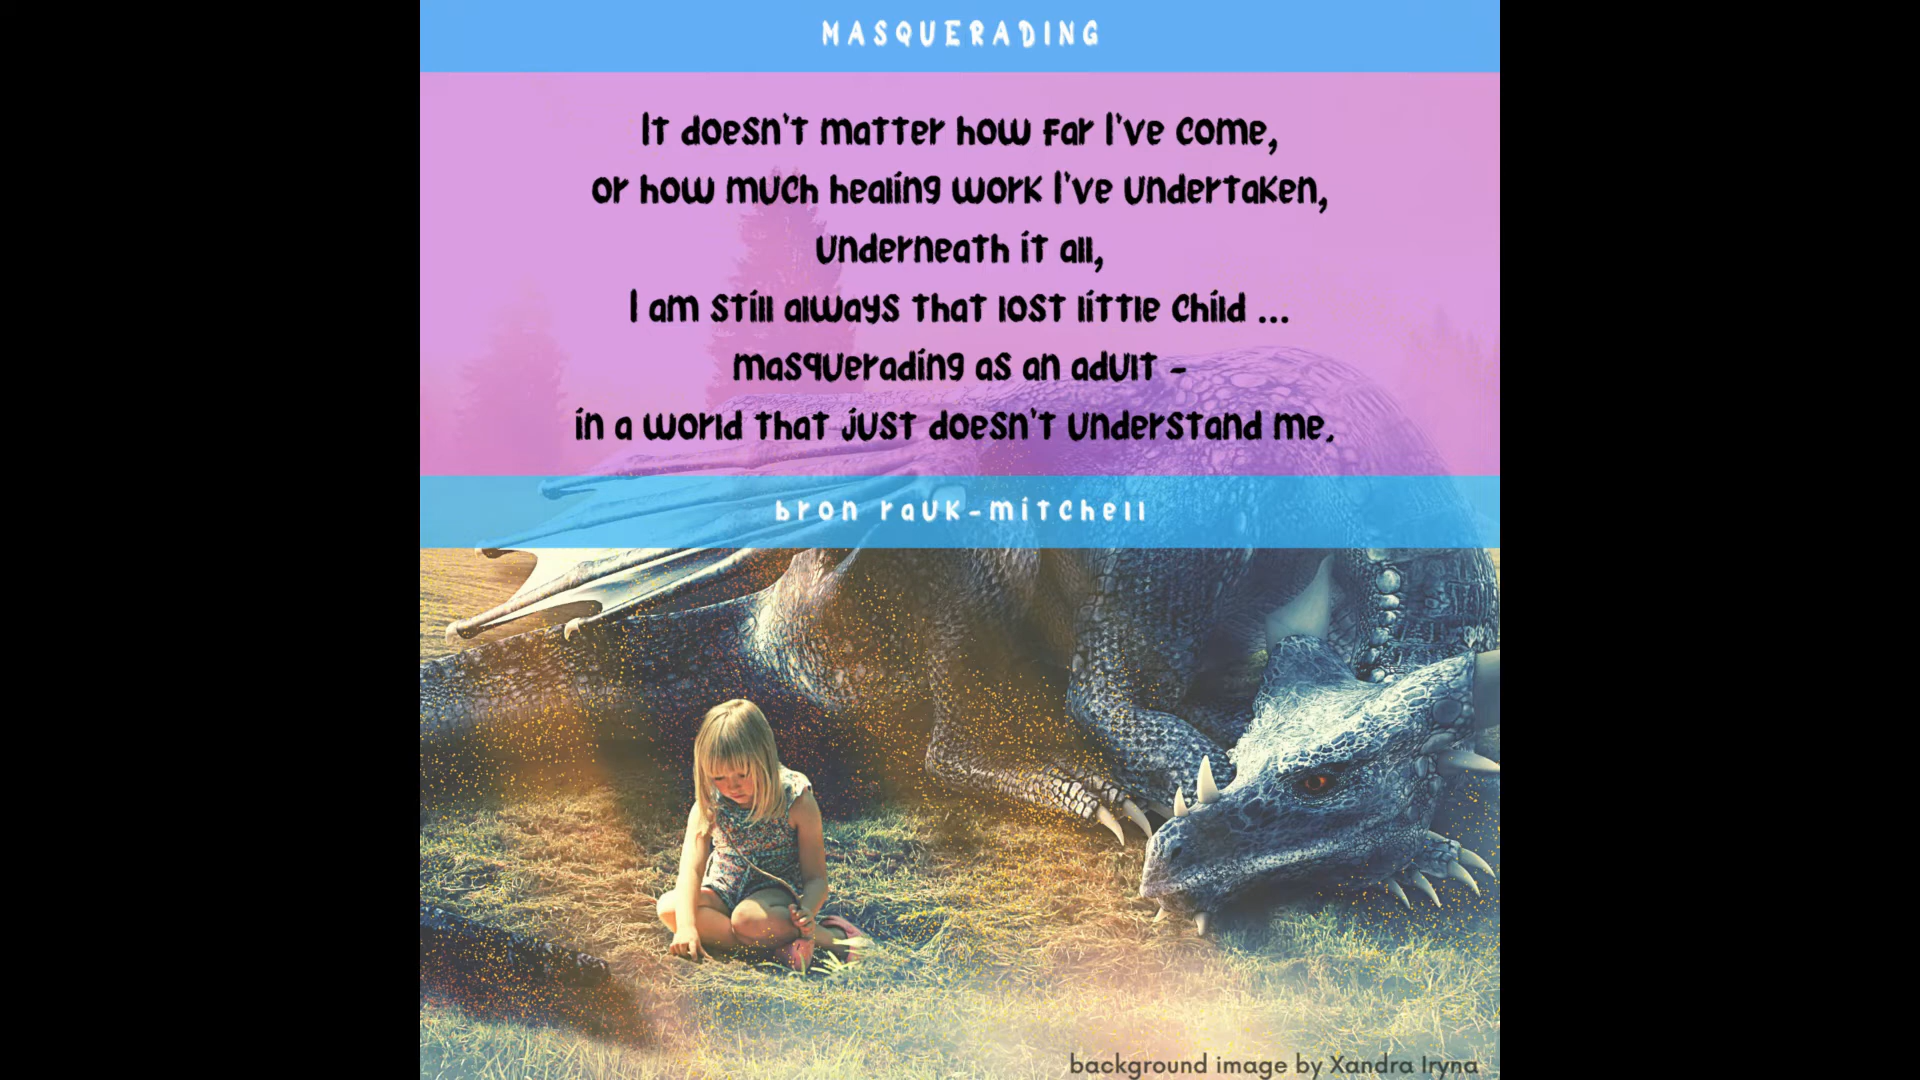 MASQUERADING
It doesn't matter how far I've come,
or how much healing work I've undertaken,
underneath it all,
I am still always that lost little child ...
masquerading as an adult -
in a world that just doesn't understand me.
bron rauk-mitchell
background image by Xandra Iryna